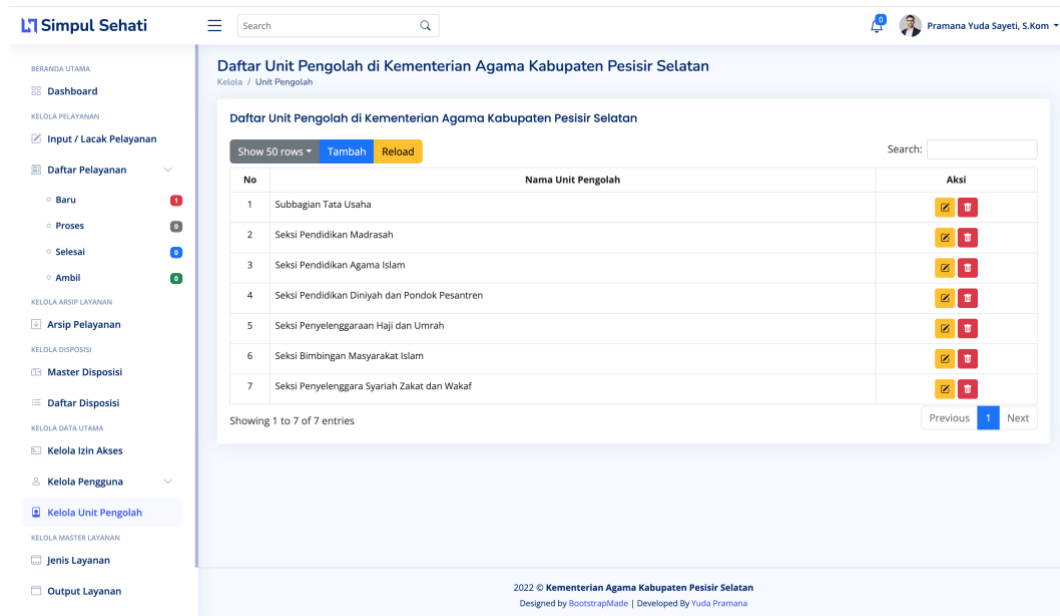 Simpul Sehati
Search
0
Pramana Yuda Sayeti, S.Kom
BERANDA UTAMA
Dashboard
KELOLA PELAYANAN
Input / Lacak Pelayanan
Daftar Pelayanan
Baru 1
Proses 0
Selesai 0
Ambil 0
KELOLA ARSIP LAYANAN
Arsip Pelayanan
KELOLA DISPOSISI
Master Disposisi
Daftar Disposisi
KELOLA DATA UTAMA
Kelola Izin Akses
Kelola Pengguna
Kelola Unit Pengolah
KELOLA MASTER LAYANAN
Jenis Layanan
Output Layanan
Daftar Unit Pengolah di Kementerian Agama Kabupaten Pesisir Selatan
Kelola / Unit Pengolah
Daftar Unit Pengolah di Kementerian Agama Kabupaten Pesisir Selatan
Show 50 rows Tambah Reload Search:
No Nama Unit Pengolah Aksi
1 Subbagian Tata Usaha
2 Seksi Pendidikan Madrasah
3 Seksi Pendidikan Agama Islam
4 Seksi Pendidikan Diniyah dan Pondok Pesantren
5 Seksi Penyelenggaraan Haji dan Umrah
6 Seksi Bimbingan Masyarakat Islam
7 Seksi Penyelenggara Syariah Zakat dan Wakaf
Showing 1 to 7 of 7 entries Previous 1 Next
2022 © Kementerian Agama Kabupaten Pesisir Selatan
Designed by BootstrapMade | Developed By Yuda Pramana